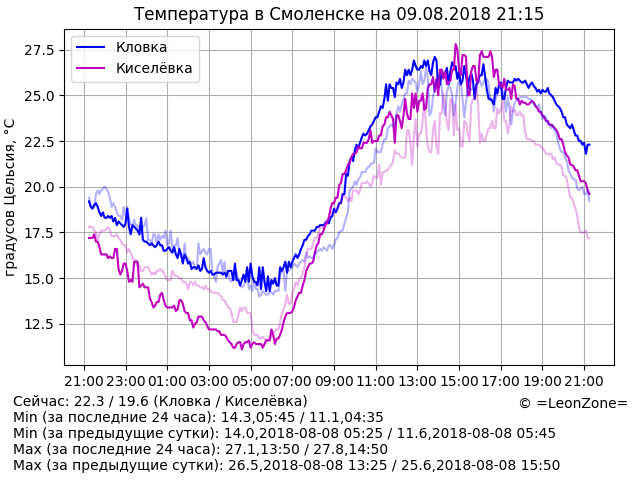 Температура в Смоленске на 09.08.2018 21:15
градусов Цельсия, °C
27.5
25.0
22.5
20.0
17.5
15.0
12.5
Кловка
Киселёвка
21:00 23:00 01:00 03:00 05:00 07:00 09:00 11:00 13:00 15:00 17:00 19:00 21:00
© =LeonZone=
Сейчас: 22.3 / 19.6 (Кловка / Киселёвка)
Min (за последние 24 часа): 14.3,05:45 / 11.1,04:35
Min (за предыдущие сутки): 14.0,2018-08-08 05:25 / 11.6,2018-08-08 05:45
Max (за последние 24 часа): 27.1,13:50 / 27.8,14:50
Max (за предыдущие сутки): 26.5,2018-08-08 13:25 / 25.6,2018-08-08 15:50